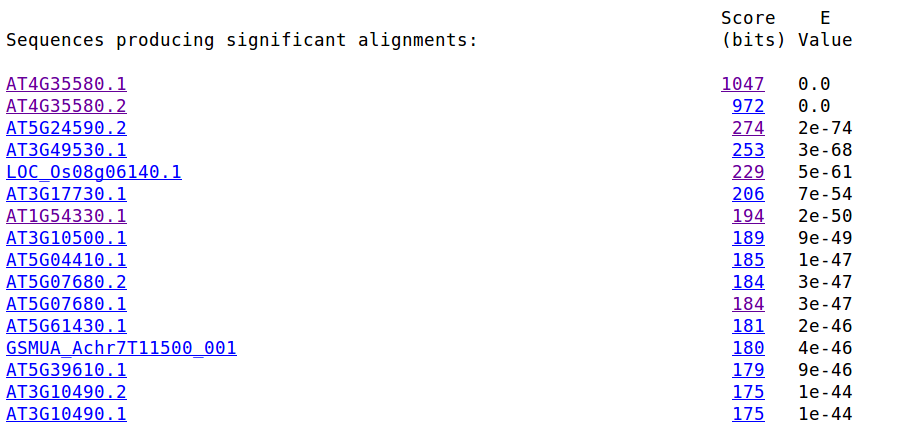 Score E
Sequences producing significant alignments: (bits) Value
AT4G35580.1 1047 0.0
AT4G35580.2 972 0.0
AT5G24590.2 274 2e-74
AT3G49530.1 253 3e-68
LOC_Os08g06140.1 229 5e-61
AT3G17730.1 206 7e-54
AT1G54330.1 194 2e-50
AT3G10500.1 189 9e-49
AT5G04410.1 185 1e-47
AT5G07680.2 184 3e-47
AT5G07680.1 184 3e-47
AT5G61430.1 181 2e-46
GSMUA_Achr7T11500_001 180 4e-46
AT5G39610.1 179 9e-46
AT3G10490.2 175 1e-44
AT3G10490.1 175 1e-44